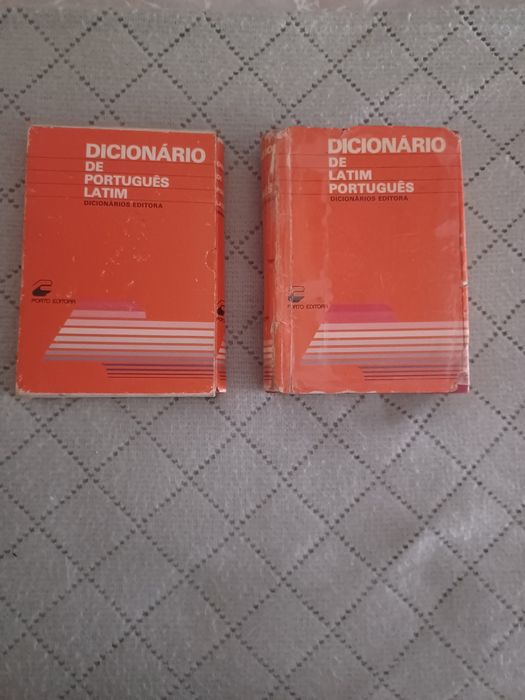 DICIONÁRIO
DE
PORTUGUÊS
LATIM
DICIONÁRIOS EDITORA
PORTO EDITORA
DICIONÁRIO
DE
LATIM
PORTUGUÊS
DICIONÁRIOS EDITORA
PORTO EDITORA